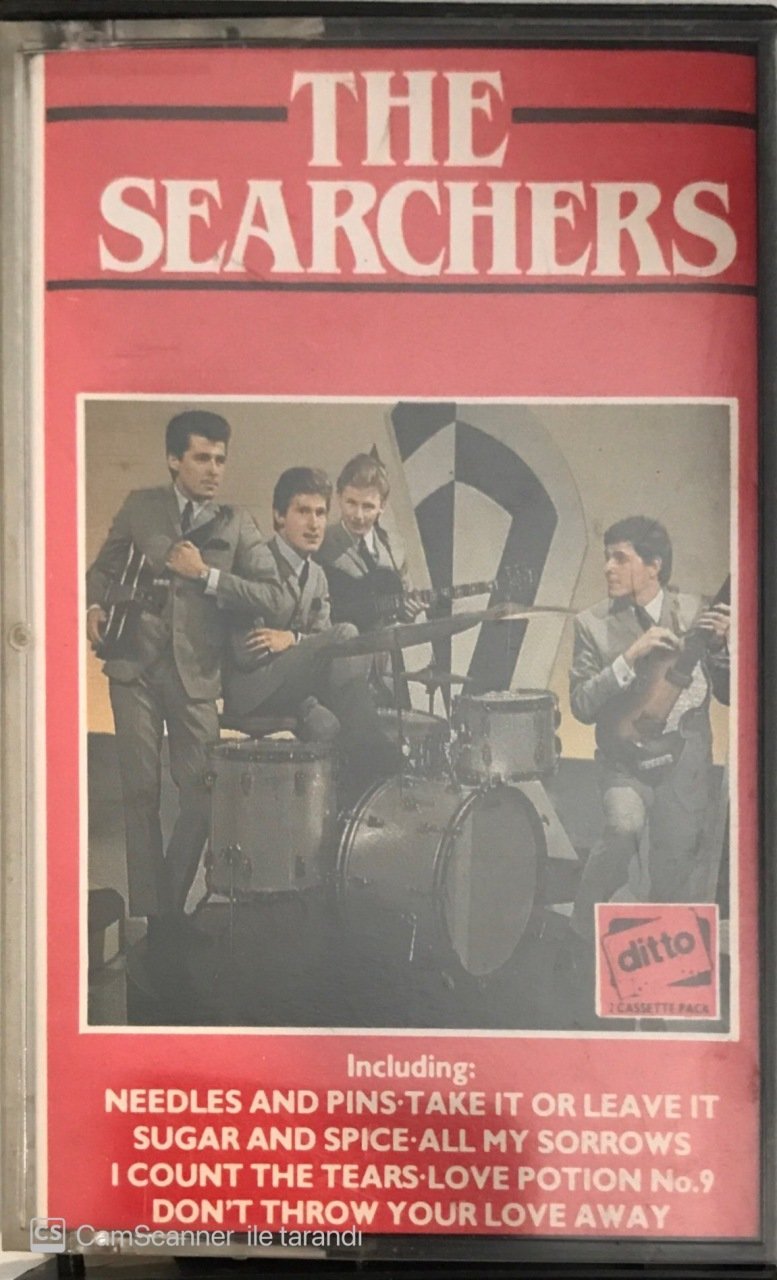 THE
SEARCHERS
ditto
2 CASSETTE PACK
Including:
NEEDLES AND PINS·TAKE IT OR LEAVE IT
SUGAR AND SPICE·ALL MY SORROWS
I COUNT THE TEARS·LOVE POTION No.9
DON'T THROW YOUR LOVE AWAY
CS CamScanner ile tarandı